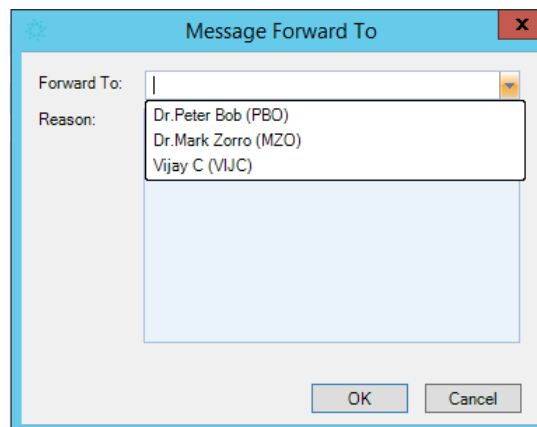 Message Forward To
x
Forward To:
Reason:
Dr.Peter Bob (PBO)
Dr.Mark Zorro (MZO)
Vijay C (VIJC)
OK
Cancel